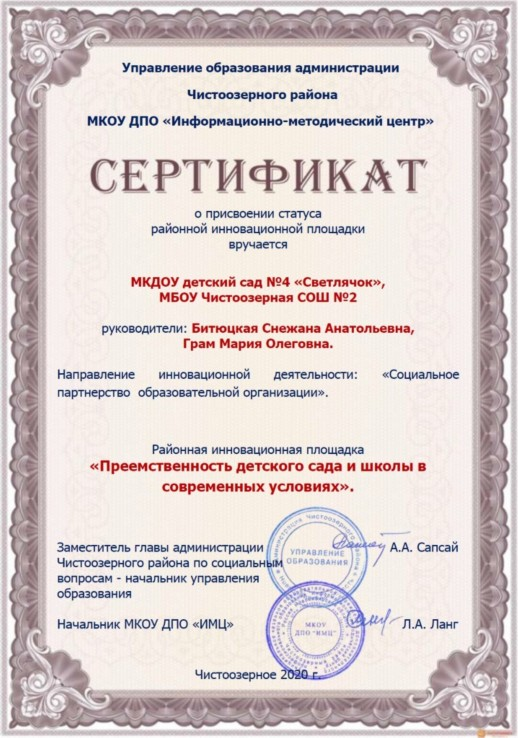 Управление образования администрации
Чистоозерного района
МКОУ ДПО «Информационно-методический центр»
СЕРТИФИКАТ
о присвоении статуса
районной инновационной площадки
вручается
МКДОУ детский сад №4 «Светлячок»,
МБОУ Чистоозерная СОШ №2
руководители: Битюцкая Снежана Анатольевна,
Грам Мария Олеговна.
Направление инновационной деятельности: «Социальное
партнерство образовательной организации».
Районная инновационная площадка
«Преемственность детского сада и школы в
современных условиях».
Заместитель главы администрации А.А. Сапсай
Чистоозерного района по социальным
вопросам - начальник управления
образования
УПРАВЛЕНИЕ
ОБРАЗОВАНИЯ
Начальник МКОУ ДПО «ИМЦ» Л.А. Ланг
МКОУ
ДПО "ИМЦ"
Чистоозерное 2020 г.